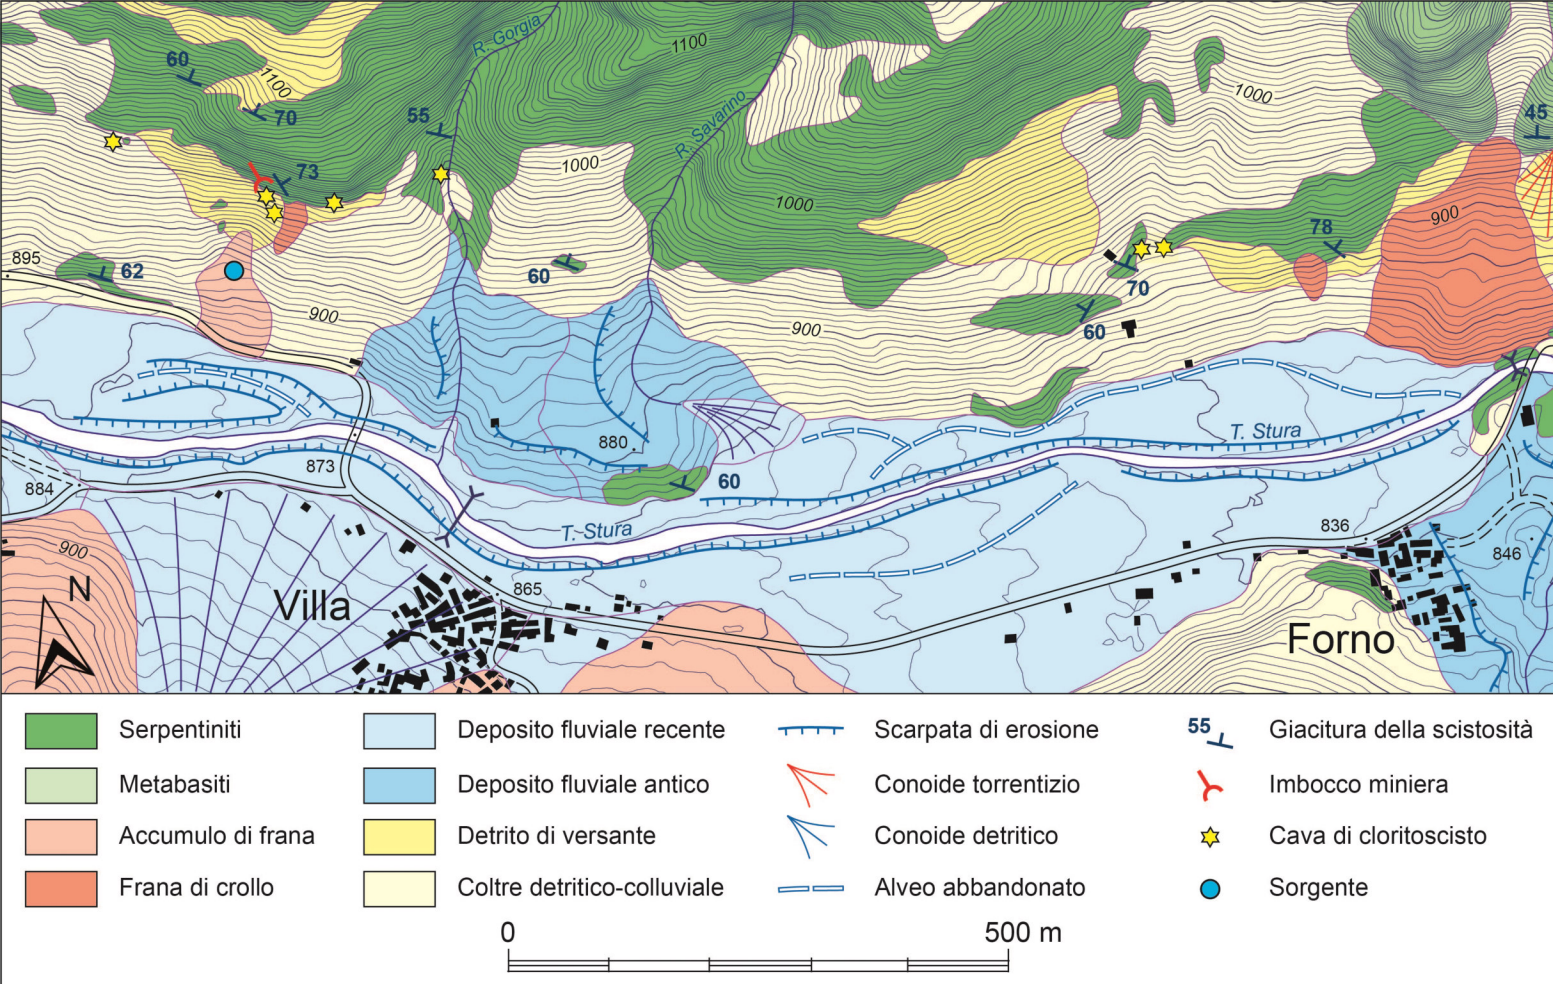 R. Gorgia
1100
60
1100
1000
70
55
R. Savarino
45
1000
73
1000
900
78
895
62
60
70
900
900
60
T. Stura
880
873
60
884
T. Stura
836
900
846
N
865
Villa
Forno
Serpentiniti
Deposito fluviale recente
Scarpata di erosione
55
Giacitura della scistosità
Metabasiti
Deposito fluviale antico
Conoide torrentizio
Imbocco miniera
Accumulo di frana
Detrito di versante
Conoide detritico
Cava di cloritoscisto
Frana di crollo
Coltre detritico-colluviale
Alveo abbandonato
Sorgente
0
500 m